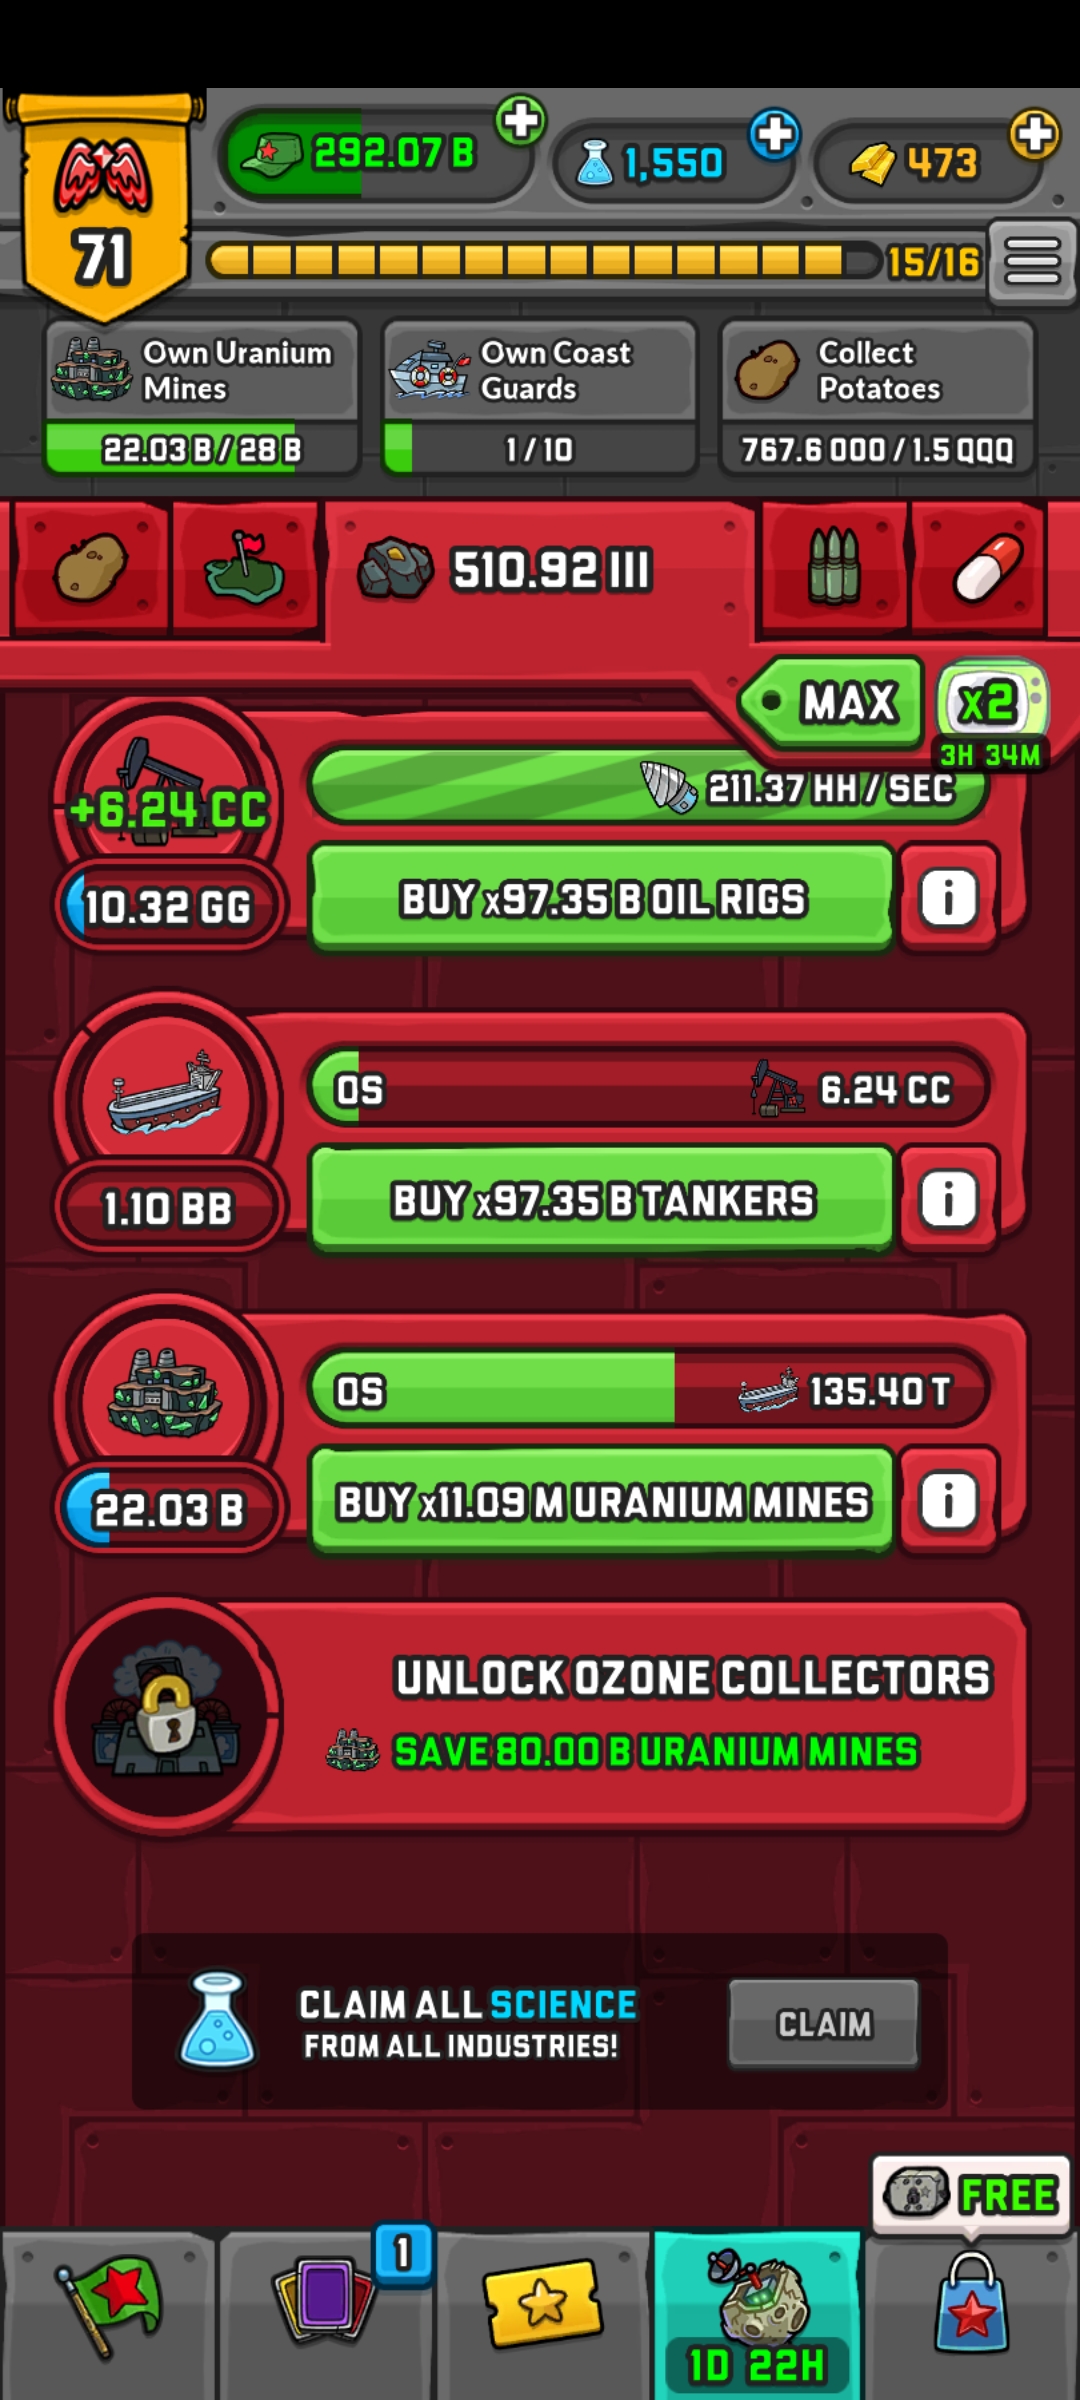 292.07 B
1,550
473
71
15/16
Own Uranium
Mines
22.03 B / 28 B
Own Coast
Guards
1 / 10
Collect
Potatoes
767.6 OOO / 1.5 QQQ
510.92 III
MAX
x2
3H 34M
+6.24 CC
211.37 HH / SEC
10.32 GG
BUY x97.35 B OIL RIGS
i
0S
6.24 CC
1.10 BB
BUY x97.35 B TANKERS
i
0S
135.40 T
22.03 B
BUY x11.09 M URANIUM MINES
i
UNLOCK OZONE COLLECTORS
SAVE 80.00 B URANIUM MINES
CLAIM ALL SCIENCE
FROM ALL INDUSTRIES!
CLAIM
FREE
1
1D 22H